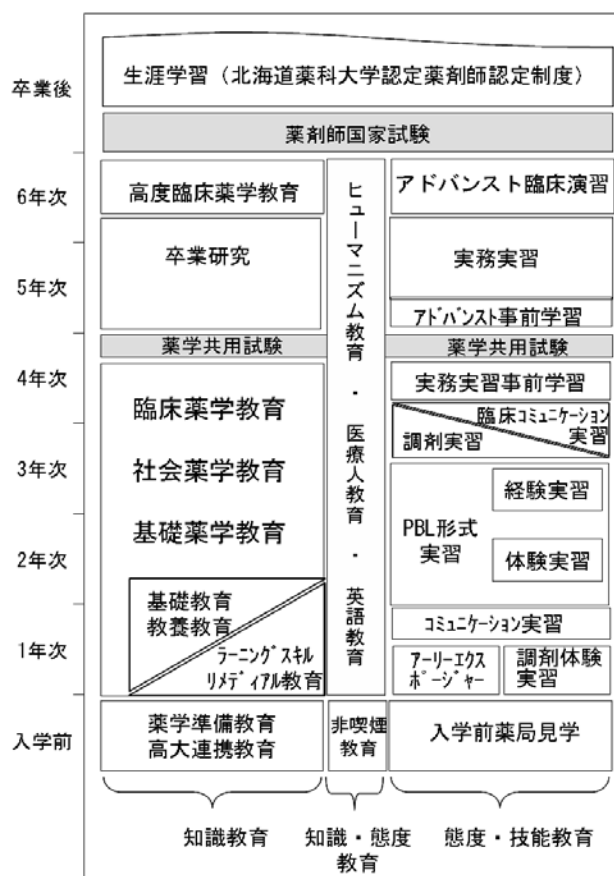 卒業後
生涯学習（北海道薬科大学認定薬剤師認定制度）
薬剤師国家試験
6年次
高度臨床薬学教育
ヒューマニズム教育・医療人教育・英語教育
アドバンスト臨床演習
卒業研究
実務実習
5年次
アドバンスト事前学習
薬学共用試験
薬学共用試験
4年次
実務実習事前学習
臨床薬学教育
臨床コミュニケーション
実習
調剤実習
3年次
社会薬学教育
経験実習
PBL形式
実習
基礎薬学教育
2年次
体験実習
基礎教育
教養教育
コミュニケーション実習
1年次
ラーニングスキル
リメディアル教育
アーリーエクス
ポージャー
調剤体験
実習
入学前
薬学準備教育
高大連携教育
非喫煙
教育
入学前薬局見学
知識教育
知識・態度
教育
態度・技能教育